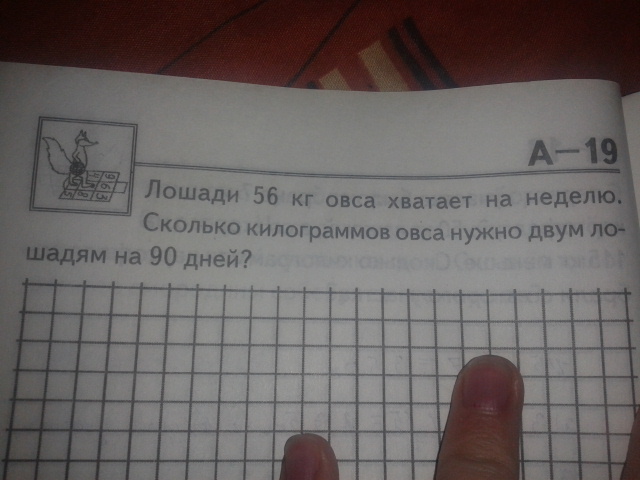 А—19
Лошади 56 кг овса хватает на неделю.
Сколько килограммов овса нужно двум ло-
шадям на 90 дней?